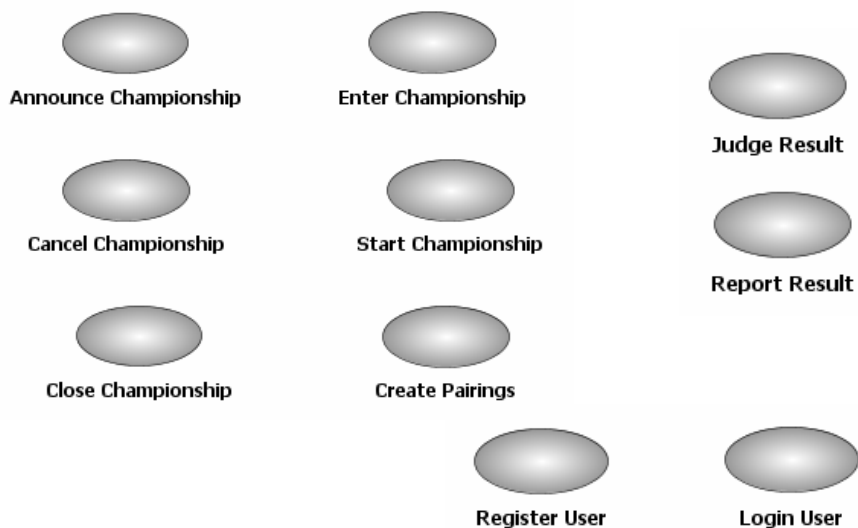 Announce Championship
Enter Championship
Judge Result
Cancel Championship
Start Championship
Report Result
Close Championship
Create Pairings
Register User
Login User